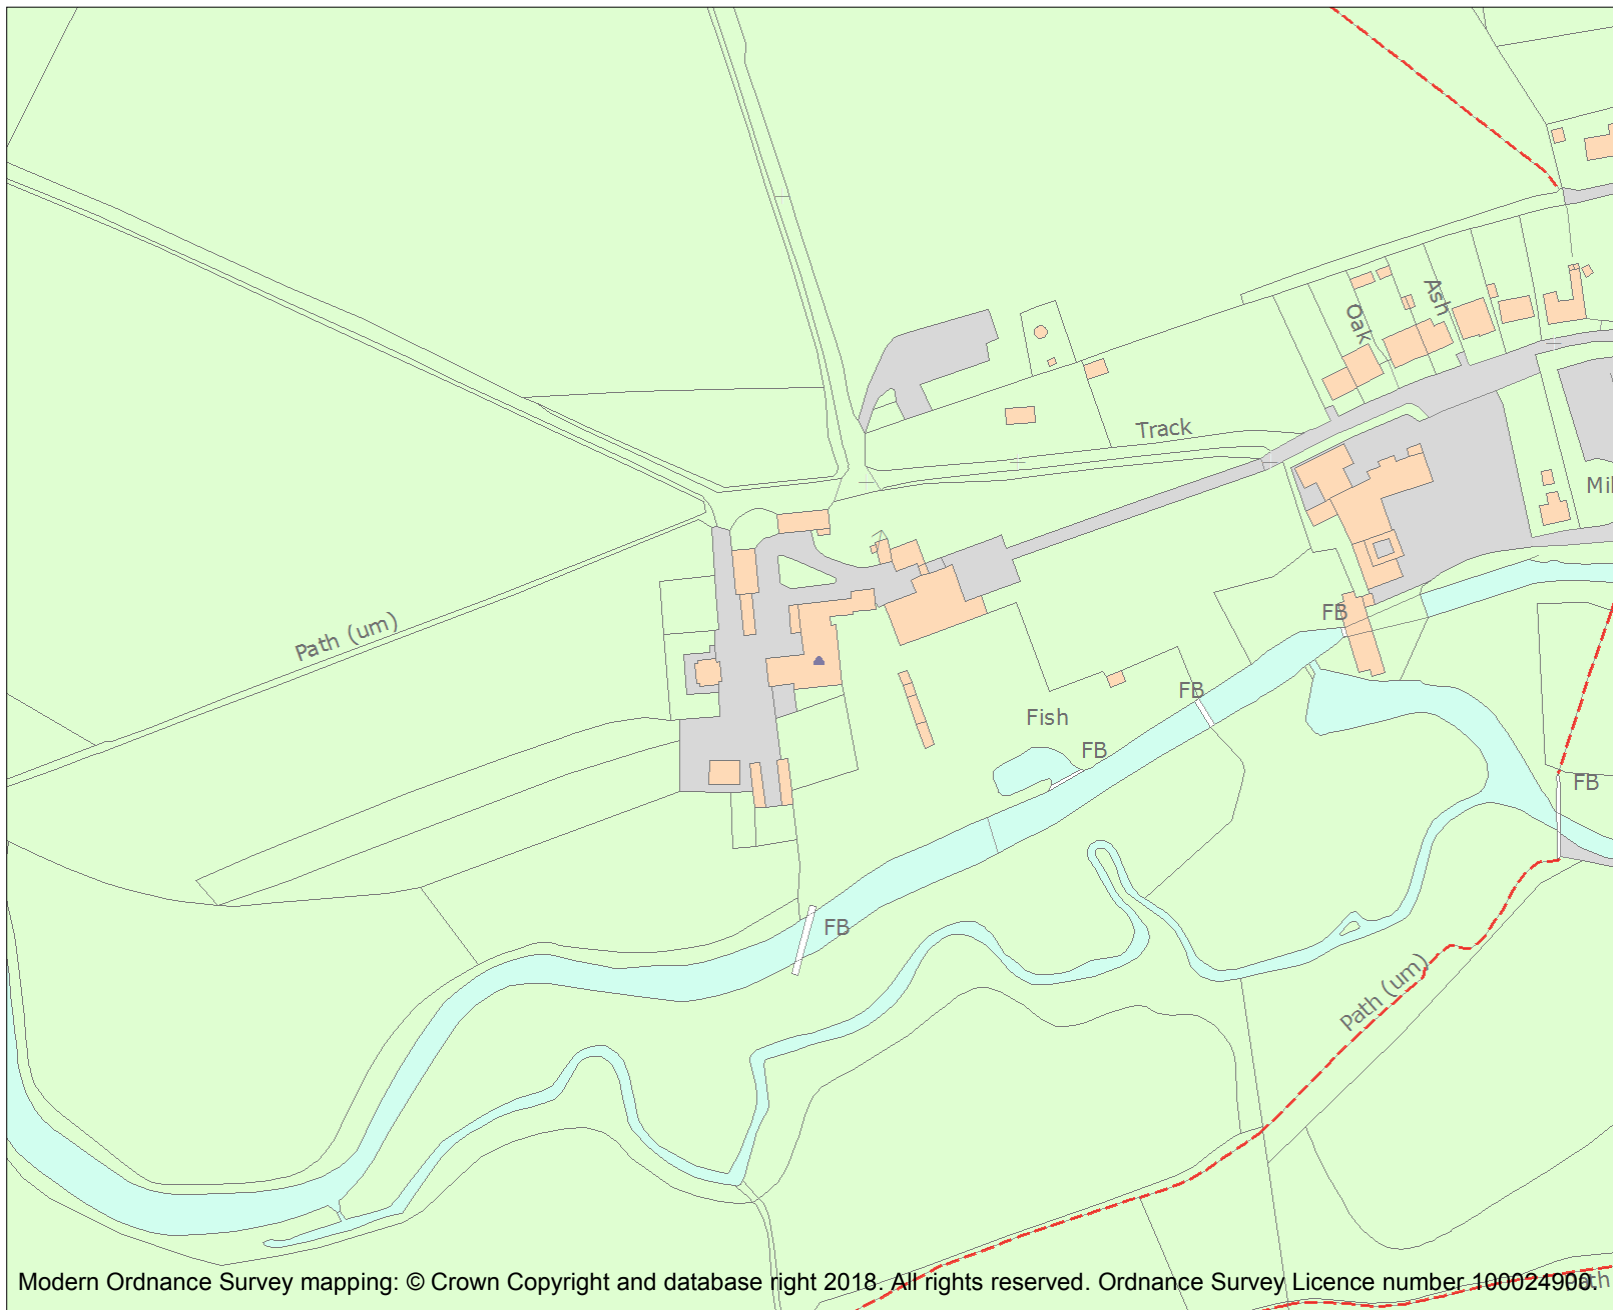 Ash
Oak
Track
Mil
FB
Path (um)
FB
Fish
FB
FB
FB
Path (um)
Modern Ordnance Survey mapping: © Crown Copyright and database right 2018. All rights reserved. Ordnance Survey Licence number 100024900.
Path